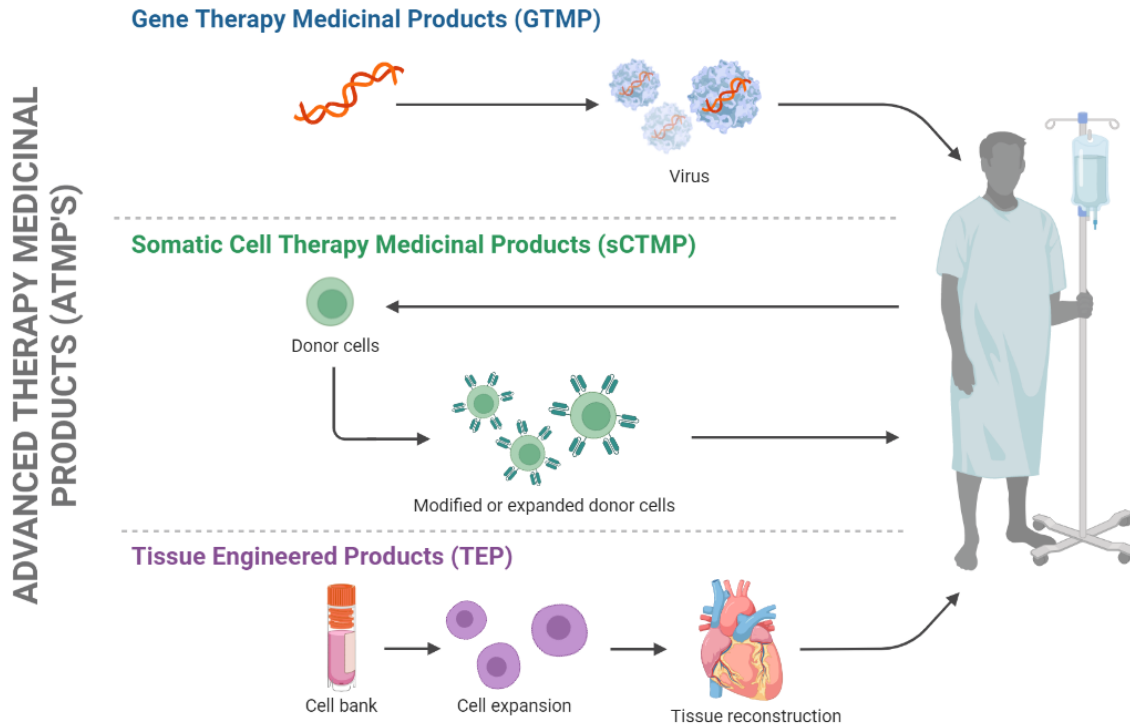 ADVANCED THERAPY MEDICINAL
PRODUCTS (ATMP'S)
Gene Therapy Medicinal Products (GTMP)
Virus
Somatic Cell Therapy Medicinal Products (sCTMP)
Donor cells
Modified or expanded donor cells
Tissue Engineered Products (TEP)
Cell bank
Cell expansion
Tissue reconstruction